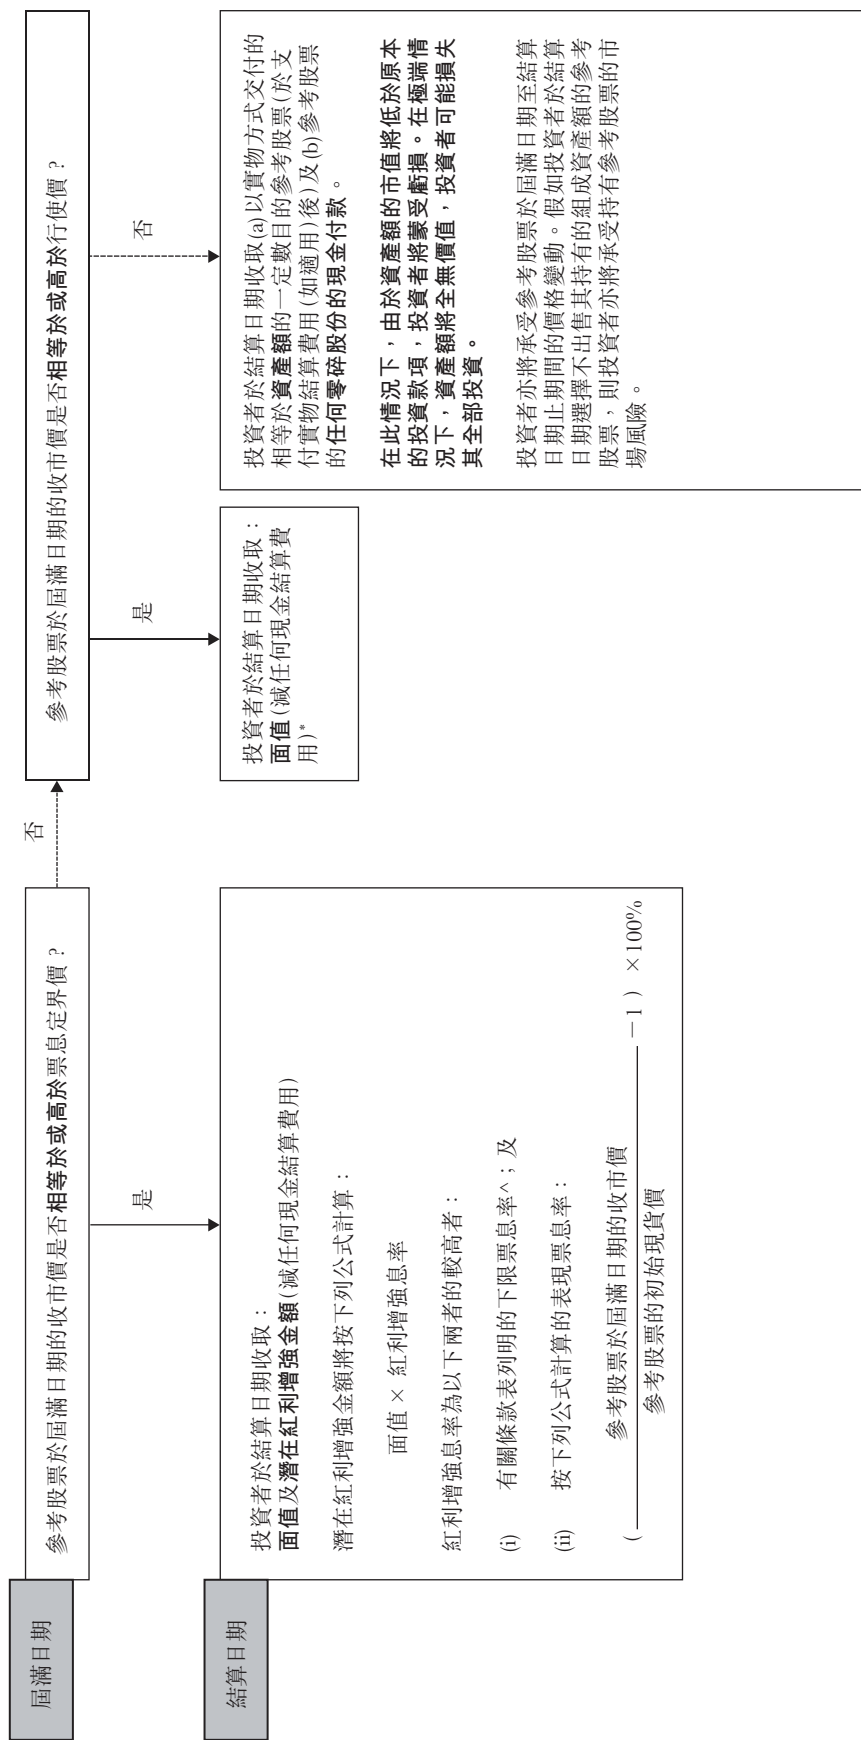 屆滿日期
參考股票於屆滿日期的收市價是否相等於或高於票息定界價？
否
參考股票於屆滿日期的收市價是否相等於或高於行使價？
是
是
否
結算日期
投資者於結算日期收取：
面值及潛在紅利增強金額(減任何現金結算費用)
潛在紅利增強金額將按下列公式計算：
面值 × 紅利增強息率
紅利增強息率為以下兩者的較高者：
(i) 有關條款表列明的下限票息率^；及
(ii) 按下列公式計算的表現票息率：
參考股票於屆滿日期的收市價
( －1 ) ×100%
參考股票的初始現貨價
投資者於結算日期收取：
面值(減任何現金結算費
用)*
投資者於結算日期收取(a)以實物方式交付的
相等於資產額的一定數目的參考股票(於支
付實物結算費用(如適用)後)及(b)參考股票
的任何零碎股份的現金付款。
在此情況下，由於資產額的市值將低於原本
的投資款項，投資者將蒙受虧損。在極端情
況下，資產額將全無價值，投資者可能損失
其全部投資。
投資者亦將承受參考股票於屆滿日期至結算
日期止期間的價格變動。假如投資者於結算
日期選擇不出售其持有的組成資產額的參考
股票，則投資者亦將承受持有參考股票的市
場風險。